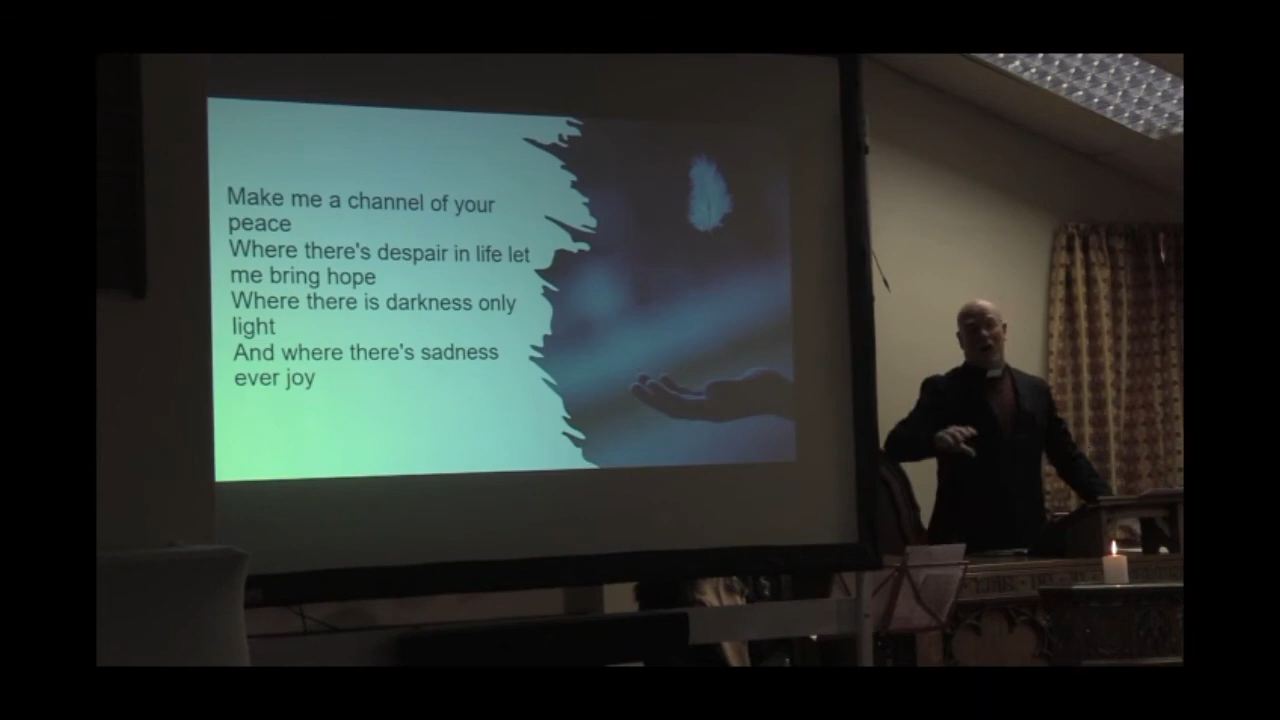 Make me a channel of your
peace
Where there's despair in life let
me bring hope
Where there is darkness only
light
And where there's sadness
ever joy